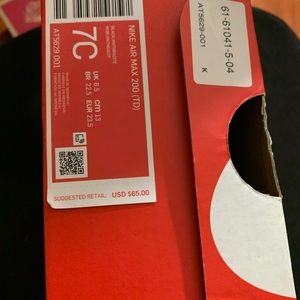 NIKE AIR MAX 200 (TD)
7C
UK 6.5 cm 13
BR 22.5 EUR 23.5
AT5629 001
SUGGESTED RETAIL: USD $65.00
61-61041-5-04
AT5629-001
K